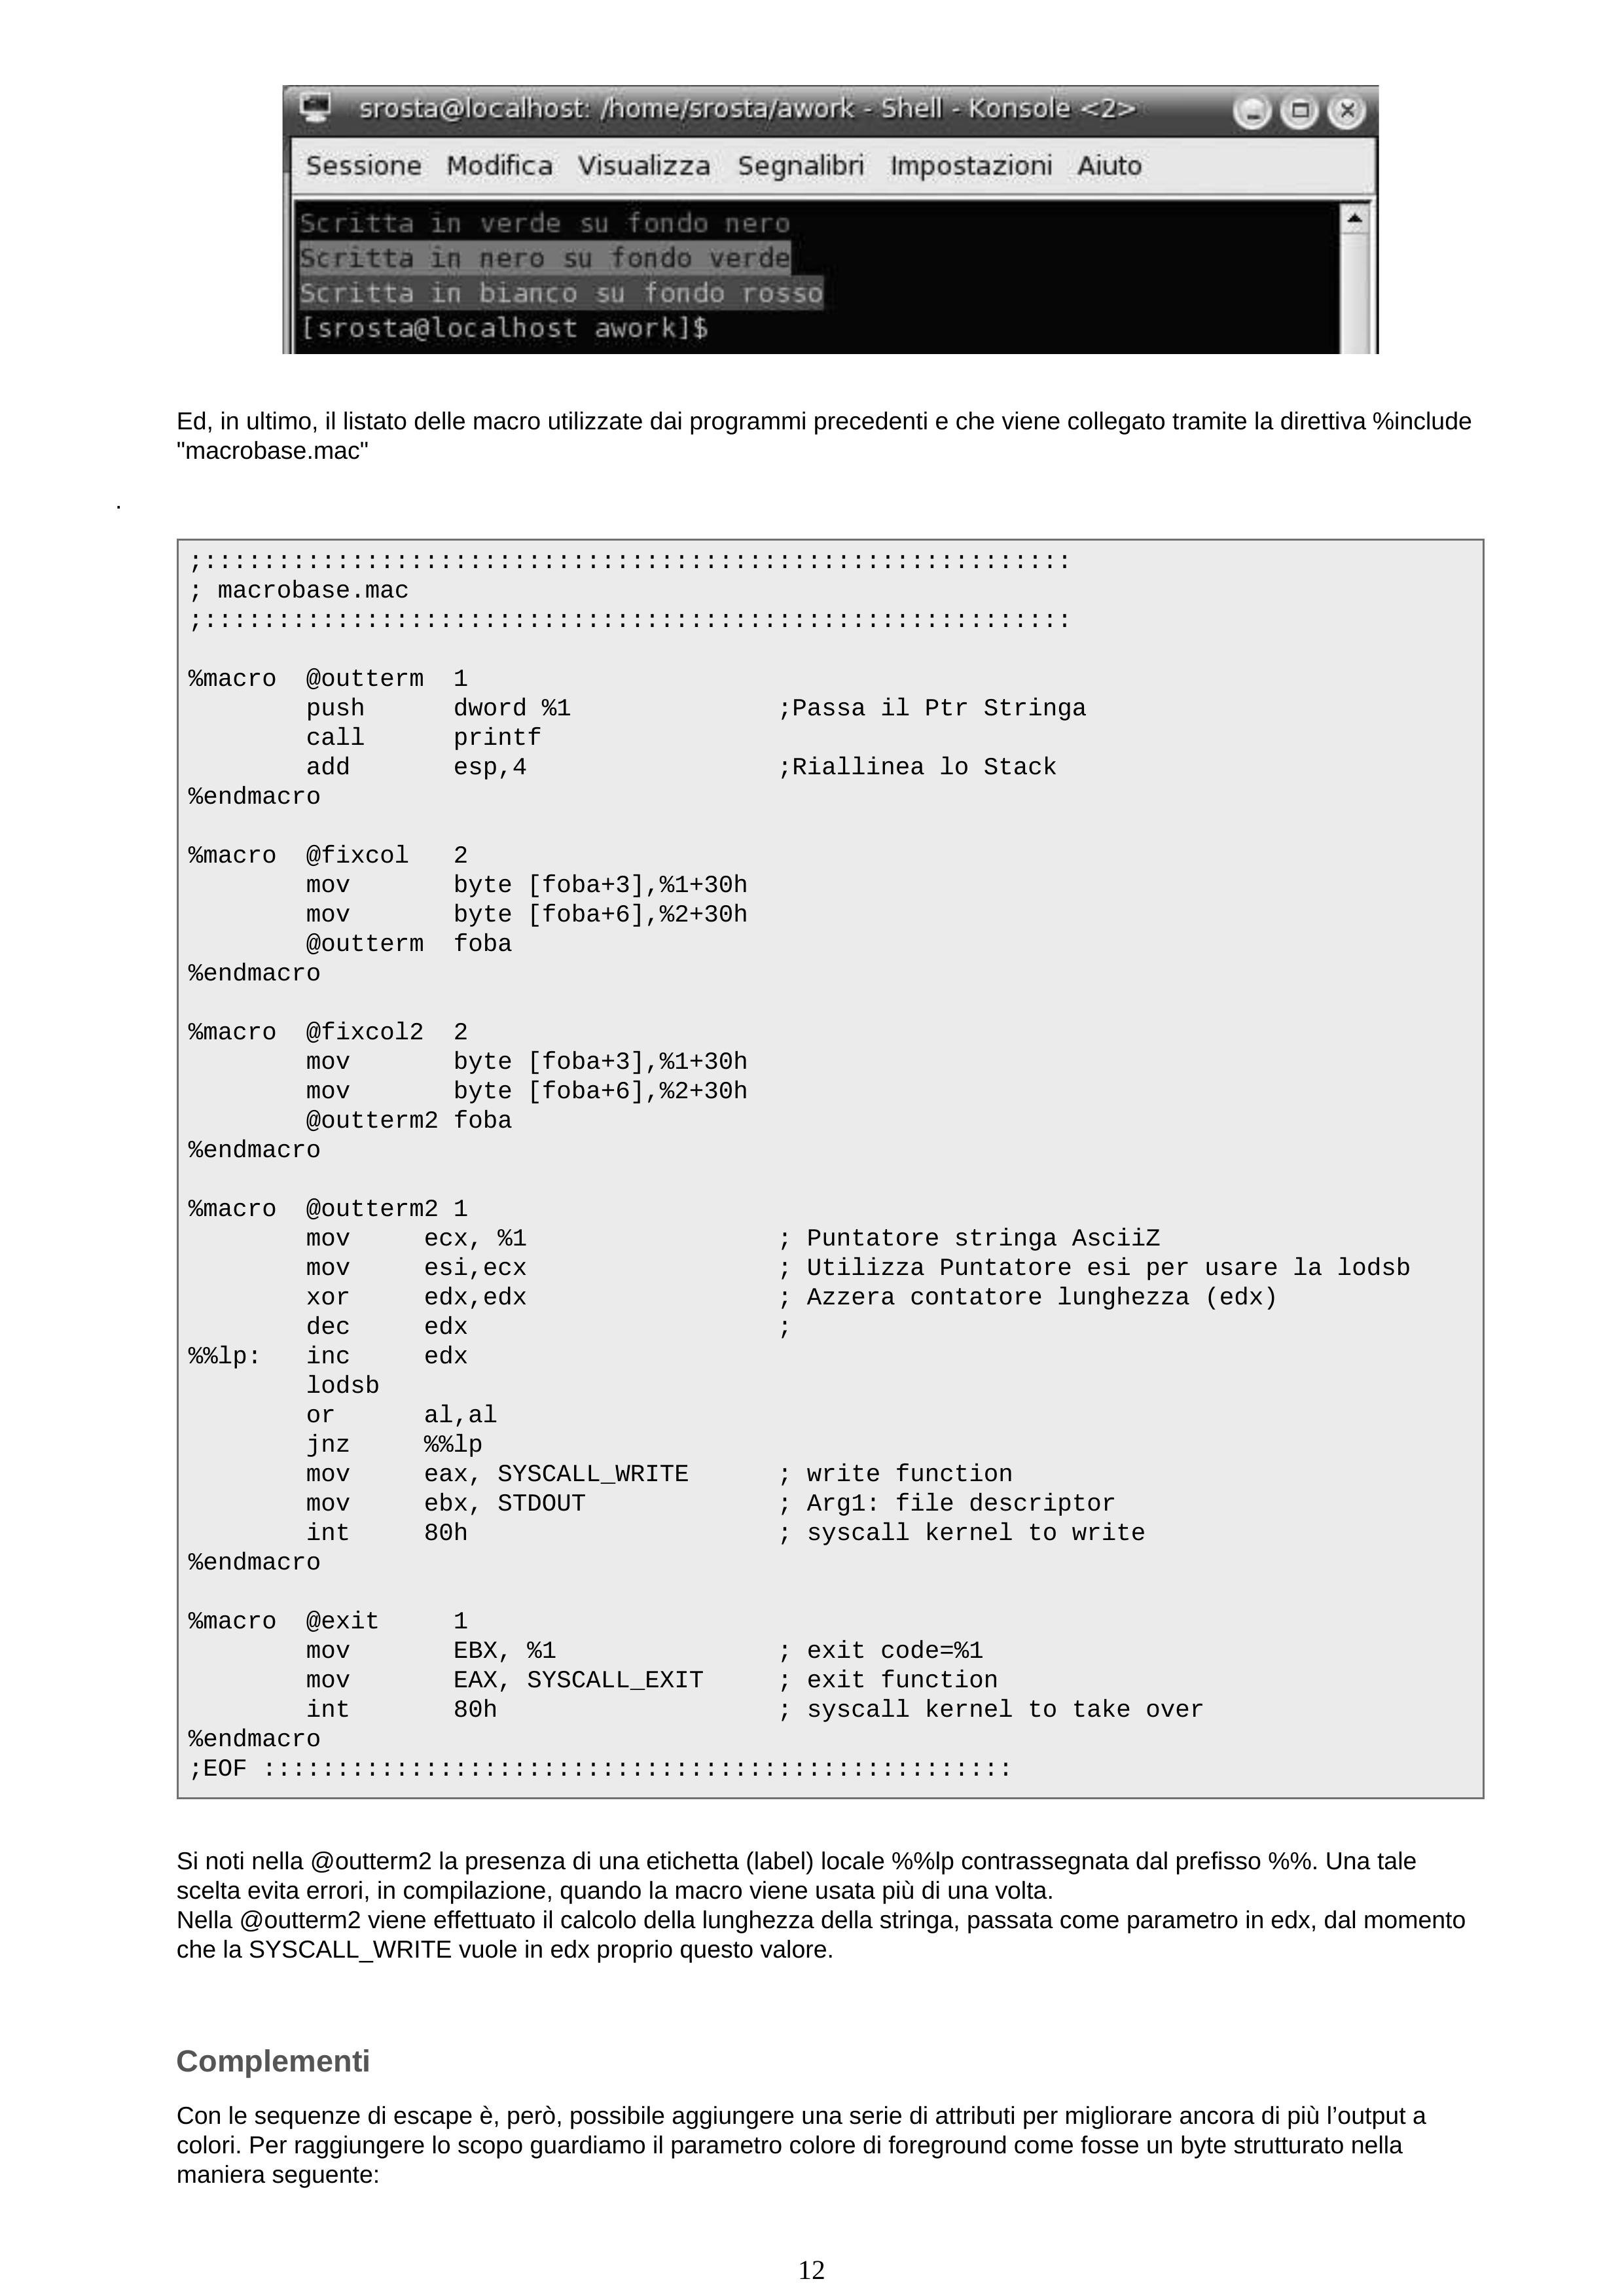 srosta@localhost: /home/srosta/awork - Shell - Konsole <2>
Sessione Modifica Visualizza Segnalibri Impostazioni Aiuto
Scritta in verde su fondo nero
Scritta in nero su fondo verde
Scritta in bianco su fondo rosso
[srosta@localhost awork]$
Ed, in ultimo, il listato delle macro utilizzate dai programmi precedenti e che viene collegato tramite la direttiva %include
"macrobase.mac"
.
;:::::::::::::::::::::::::::::::::::::::::::::::::::::::::::
; macrobase.mac
;:::::::::::::::::::::::::::::::::::::::::::::::::::::::::::
%macro  @outterm  1
        push      dword %1              ;Passa il Ptr Stringa
        call      printf
        add       esp,4                 ;Riallinea lo Stack
%endmacro
%macro  @fixcol   2
        mov       byte [foba+3],%1+30h
        mov       byte [foba+6],%2+30h
        @outterm  foba
%endmacro
%macro  @fixcol2  2
        mov       byte [foba+3],%1+30h
        mov       byte [foba+6],%2+30h
        @outterm2 foba
%endmacro
%macro  @outterm2 1
        mov     ecx, %1                 ; Puntatore stringa AsciiZ
        mov     esi,ecx                 ; Utilizza Puntatore esi per usare la lodsb
        xor     edx,edx                 ; Azzera contatore lunghezza (edx)
        dec     edx                     ;
%%lp:   inc     edx
        lodsb
        or      al,al
        jnz     %%lp
        mov     eax, SYSCALL_WRITE      ; write function
        mov     ebx, STDOUT             ; Arg1: file descriptor
        int     80h                     ; syscall kernel to write
%endmacro
%macro  @exit     1
        mov       EBX, %1               ; exit code=%1
        mov       EAX, SYSCALL_EXIT     ; exit function
        int       80h                   ; syscall kernel to take over
%endmacro
;EOF :::::::::::::::::::::::::::::::::::::::::::::::::::
Si noti nella @outterm2 la presenza di una etichetta (label) locale %%lp contrassegnata dal prefisso %%. Una tale
scelta evita errori, in compilazione, quando la macro viene usata più di una volta.
Nella @outterm2 viene effettuato il calcolo della lunghezza della stringa, passata come parametro in edx, dal momento
che la SYSCALL_WRITE vuole in edx proprio questo valore.
Complementi
Con le sequenze di escape è, però, possibile aggiungere una serie di attributi per migliorare ancora di più l’output a
colori. Per raggiungere lo scopo guardiamo il parametro colore di foreground come fosse un byte strutturato nella
maniera seguente:
12